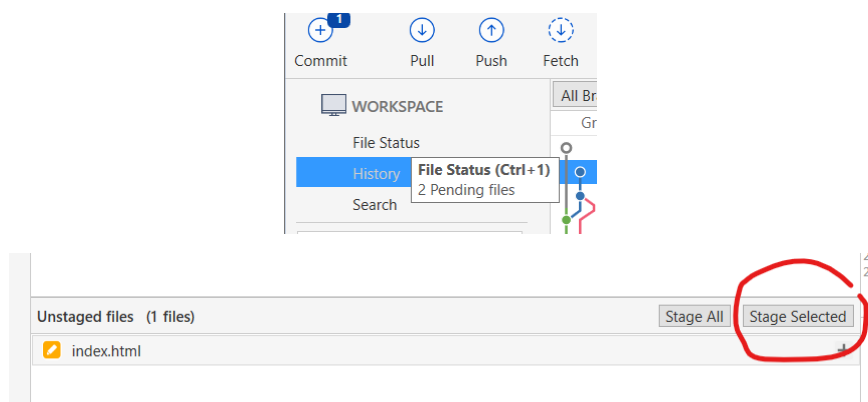 1
Commit Pull Push Fetch
WORKSPACE
All Br
Gr
File Status
History
File Status (Ctrl+1)
2 Pending files
Search
Unstaged files (1 files) Stage All Stage Selected
index.html